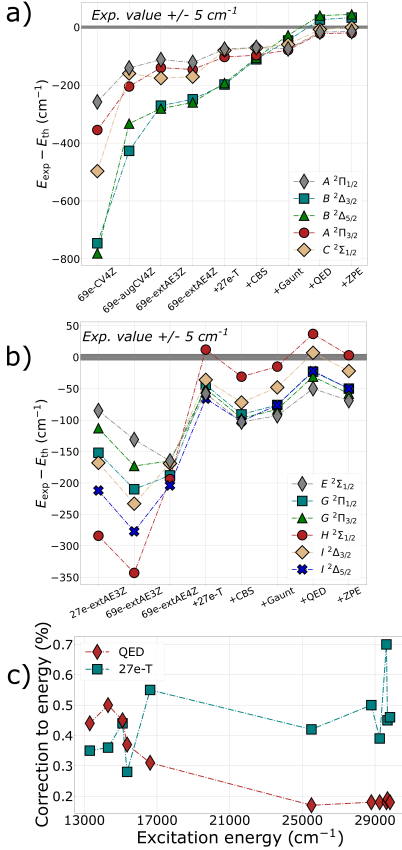 a)
Exp. value +/- 5 cm⁻¹
0
−200
−400
−600
−800
E_exp − E_th (cm⁻¹)
A ²Π₁/₂
B ²Δ₃/₂
B ²Δ₅/₂
A ²Π₃/₂
C ²Σ₁/₂
69e-CV4Z
69e-augCV4Z
69e-extAE3Z
69e-extAE4Z
+27e-T
+CBS
+Gaunt
+QED
+ZPE
b)
Exp. value +/- 5 cm⁻¹
50
0
−50
−100
−150
−200
−250
−300
−350
E_exp − E_th (cm⁻¹)
E ²Σ₁/₂
G ²Π₁/₂
G ²Π₃/₂
H ²Σ₁/₂
I ²Δ₃/₂
I ²Δ₅/₂
27e-extAE3Z
69e-extAE3Z
69e-extAE4Z
+27e-T
+CBS
+Gaunt
+QED
+ZPE
c)
QED
27e-T
0.7
0.6
0.5
0.4
0.3
0.2
Correction to energy (%)
13000 17000 21000 25000 29000
Excitation energy (cm⁻¹)